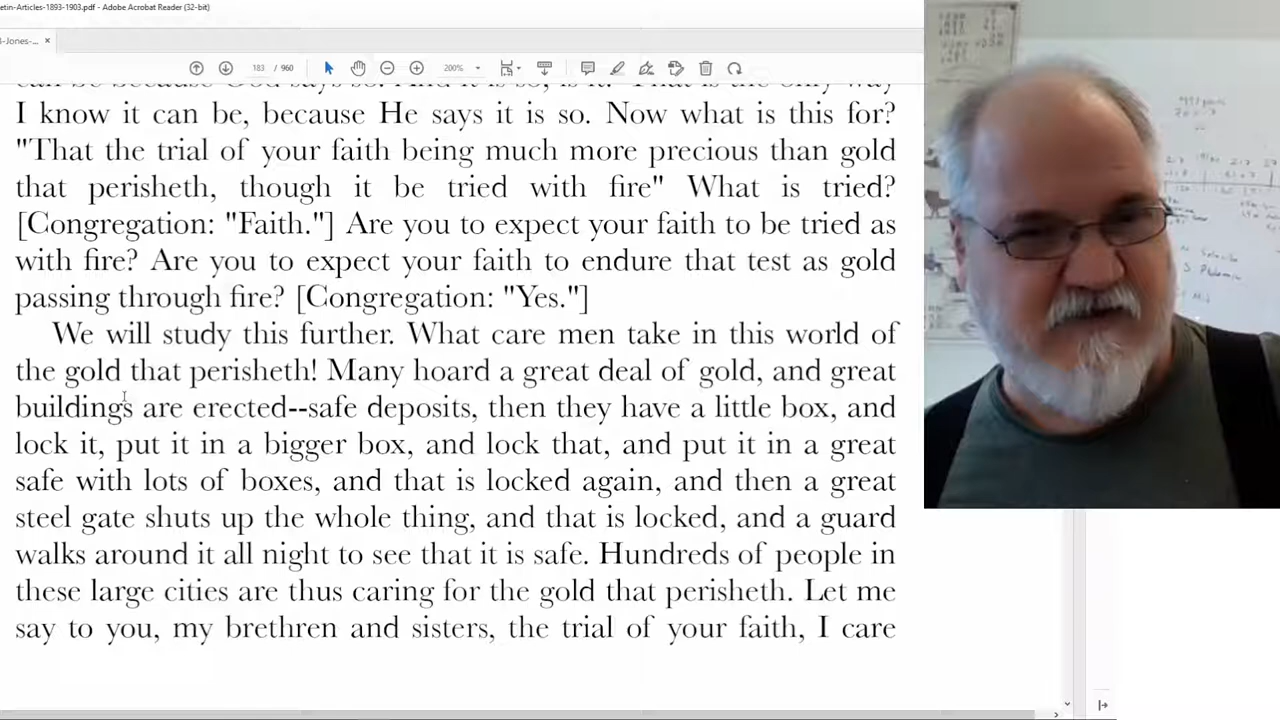 etin-Articles-1893-1903.pdf - Adobe Acrobat Reader (32-bit)
-Jones-... ×
183 / 960
200%
I know it can be, because He says it is so. Now what is this for?
"That the trial of your faith being much more precious than gold
that perisheth, though it be tried with fire" What is tried?
[Congregation: "Faith."] Are you to expect your faith to be tried as
with fire? Are you to expect your faith to endure that test as gold
passing through fire? [Congregation: "Yes."]
We will study this further. What care men take in this world of
the gold that perisheth! Many hoard a great deal of gold, and great
buildings are erected--safe deposits, then they have a little box, and
lock it, put it in a bigger box, and lock that, and put it in a great
safe with lots of boxes, and that is locked again, and then a great
steel gate shuts up the whole thing, and that is locked, and a guard
walks around it all night to see that it is safe. Hundreds of people in
these large cities are thus caring for the gold that perisheth. Let me
say to you, my brethren and sisters, the trial of your faith, I care